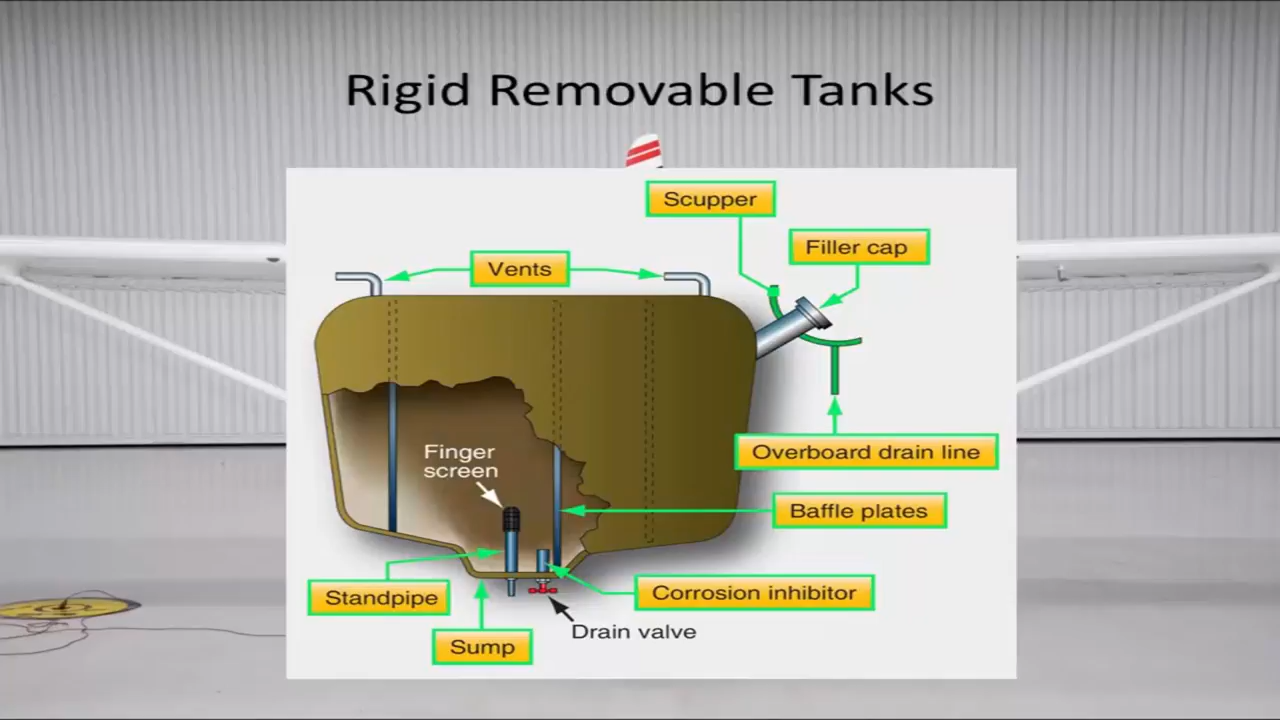 Rigid Removable Tanks
Scupper
Filler cap
Vents
Finger
screen
Overboard drain line
Baffle plates
Corrosion inhibitor
Standpipe
Drain valve
Sump